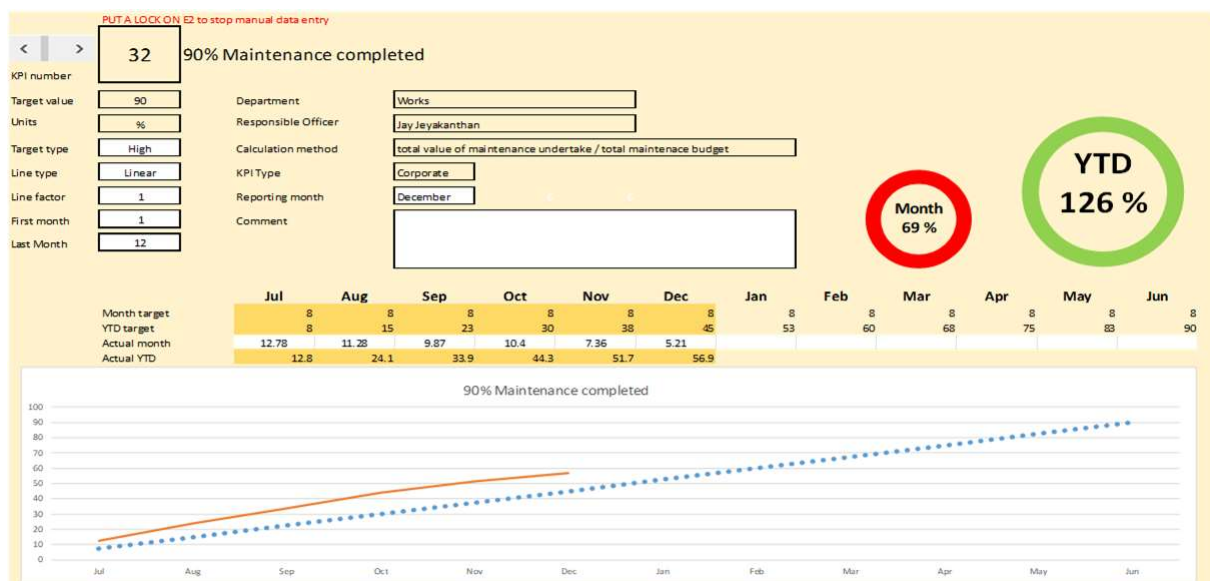 PUT A LOCK ON E2 to stop manual data entry
< >
32 90% Maintenance completed
KPI number
Target value 90 Department Works
Units % Responsible Officer Jay Jeyakanthan
Target type High Calculation method total value of maintenance undertake / total maintenace budget
Line type Linear KPI Type Corporate
Line factor 1 Reporting month December
First month 1 Comment
Last Month 12
Month
69 %
YTD
126 %
Jul Aug Sep Oct Nov Dec Jan Feb Mar Apr May Jun
Month target 8 8 8 8 8 8 8 8 8 8 8 8
YTD target 8 15 23 30 38 45 53 60 68 75 83 90
Actual month 12.78 11.28 9.87 10.4 7.36 5.21
Actual YTD 12.8 24.1 33.9 44.3 51.7 56.9
90% Maintenance completed
100
90
80
70
60
50
40
30
20
10
0
Jul Aug Sep Oct Nov Dec Jan Feb Mar Apr May Jun